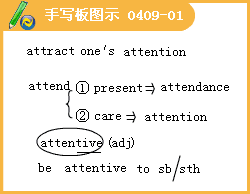 手写板图示 0409-01
attract one's attention
attend { ① present ⇒ attendance
② care ⇒ attention
attentive (adj)
be attentive to sb/sth